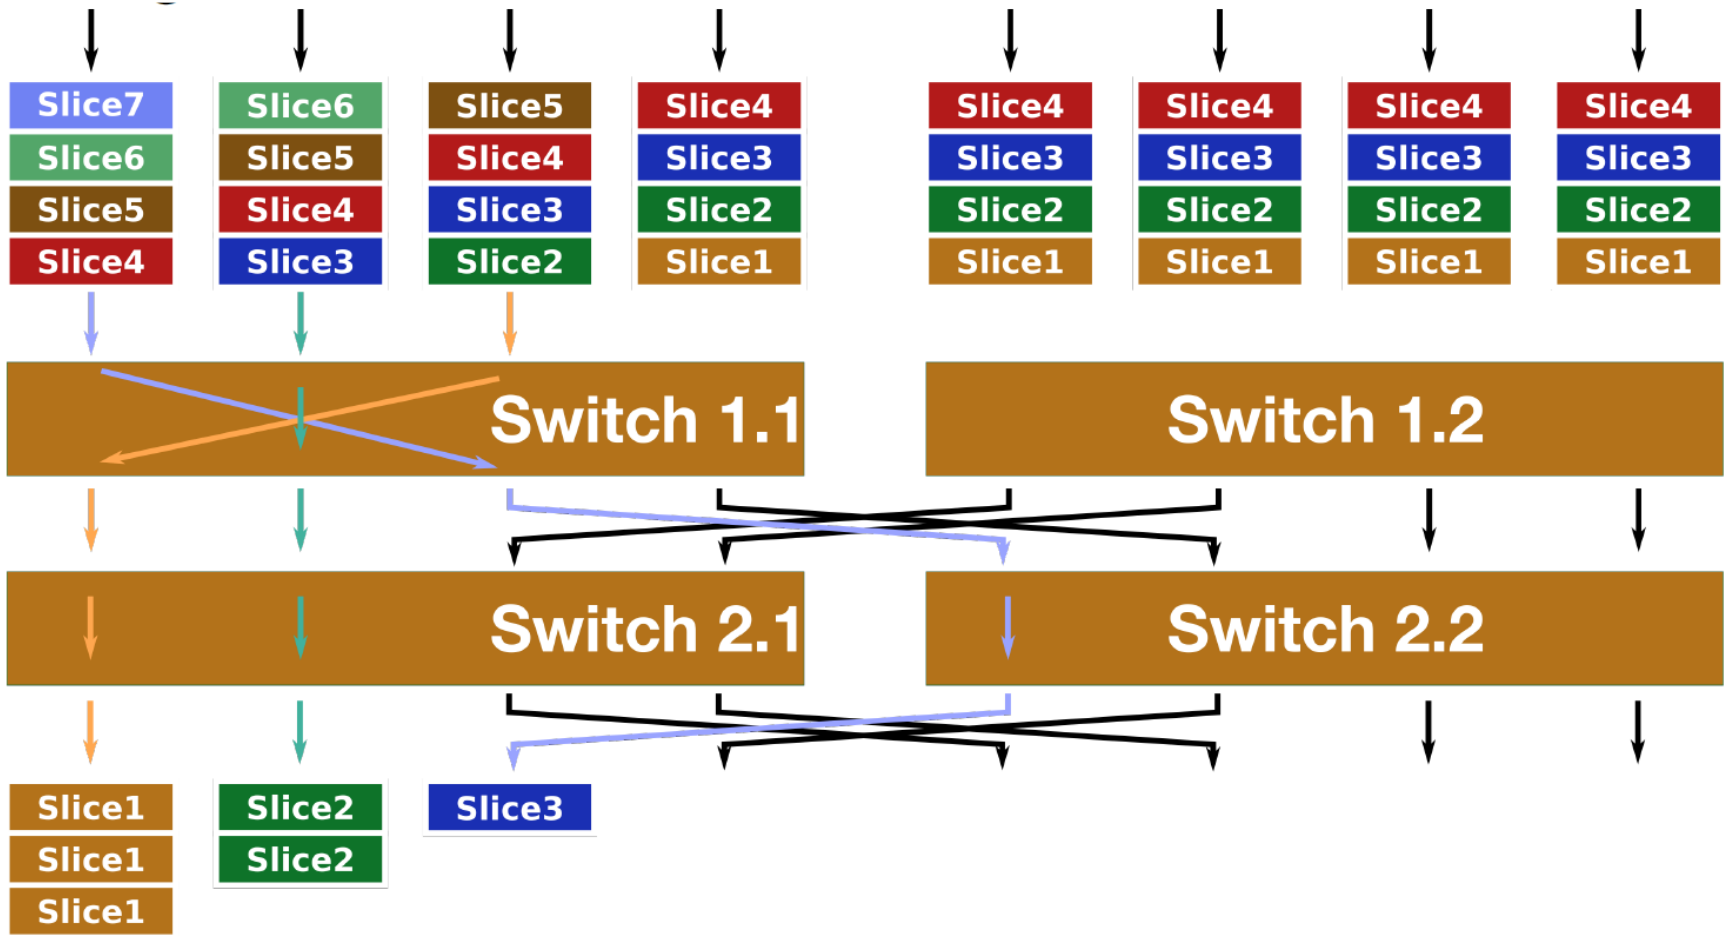 Slice7 Slice6 Slice5 Slice4 Slice4 Slice4 Slice4 Slice4
Slice6 Slice5 Slice4 Slice3 Slice3 Slice3 Slice3 Slice3
Slice5 Slice4 Slice3 Slice2 Slice2 Slice2 Slice2 Slice2
Slice4 Slice3 Slice2 Slice1 Slice1 Slice1 Slice1 Slice1
Switch 1.1 Switch 1.2
Switch 2.1 Switch 2.2
Slice1 Slice2 Slice3
Slice1 Slice2
Slice1